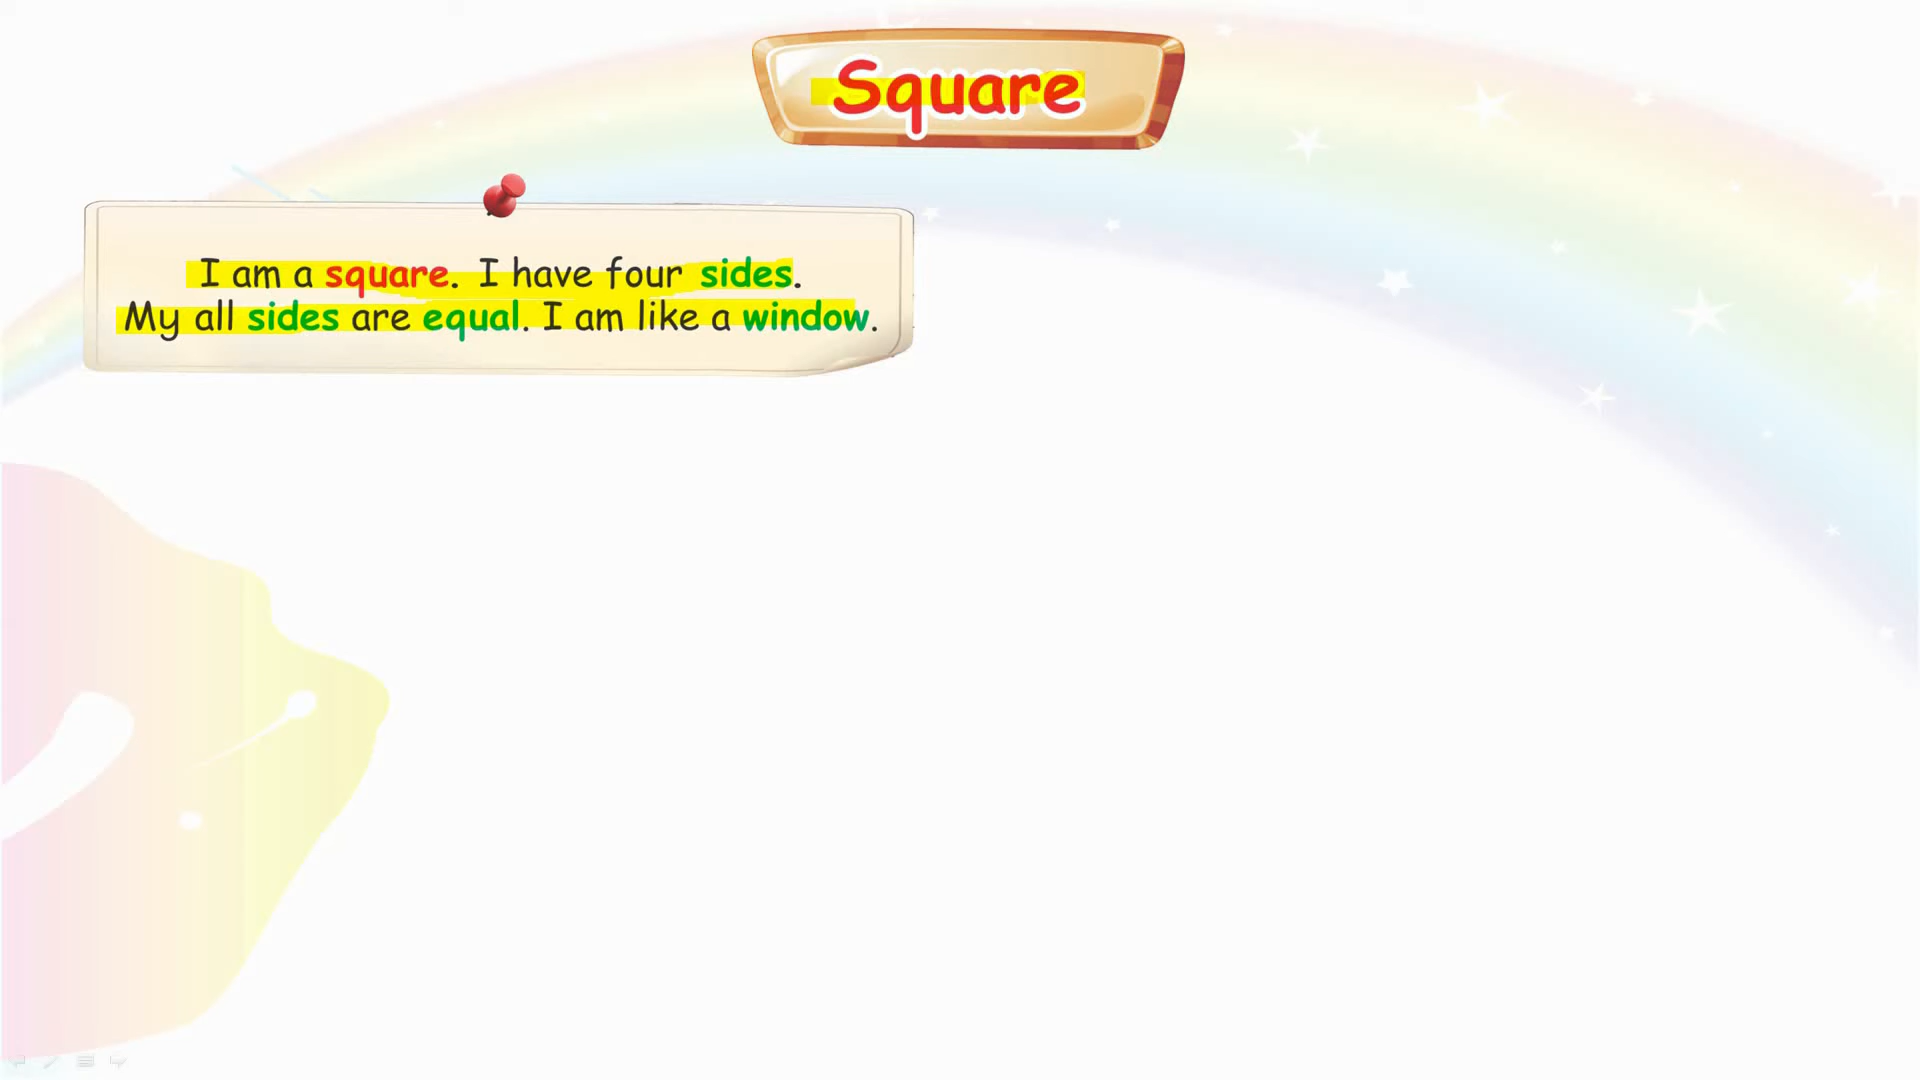 Square
I am a square. I have four sides.
My all sides are equal. I am like a window.